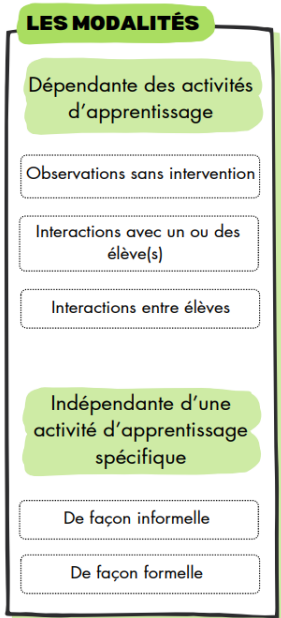 LES MODALITÉS
Dépendante des activités
d'apprentissage
Observations sans intervention
Interactions avec un ou des
élève(s)
Interactions entre élèves
Indépendante d'une
activité d'apprentissage
spécifique
De façon informelle
De façon formelle